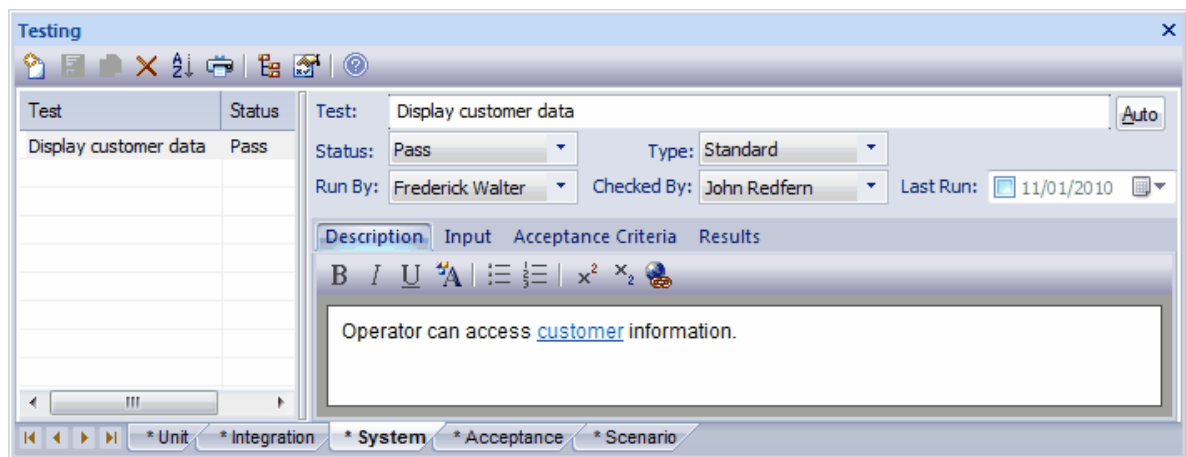 Testing
Test Status
Display customer data Pass
Test: Display customer data Auto
Status: Pass Type: Standard
Run By: Frederick Walter Checked By: John Redfern Last Run: 11/01/2010
Description Input Acceptance Criteria Results
B I U A x² x₂
Operator can access customer information.
* Unit * Integration * System * Acceptance * Scenario